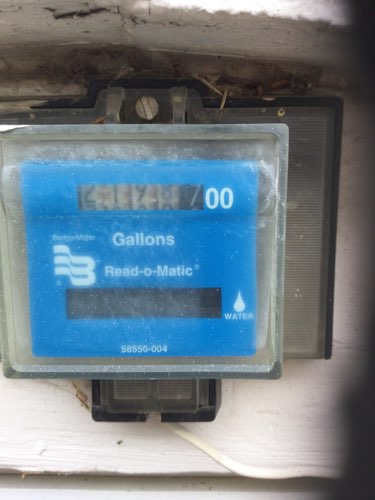 00
BadgerMeter
Gallons
Read-o-Matic®
WATER
58550-004